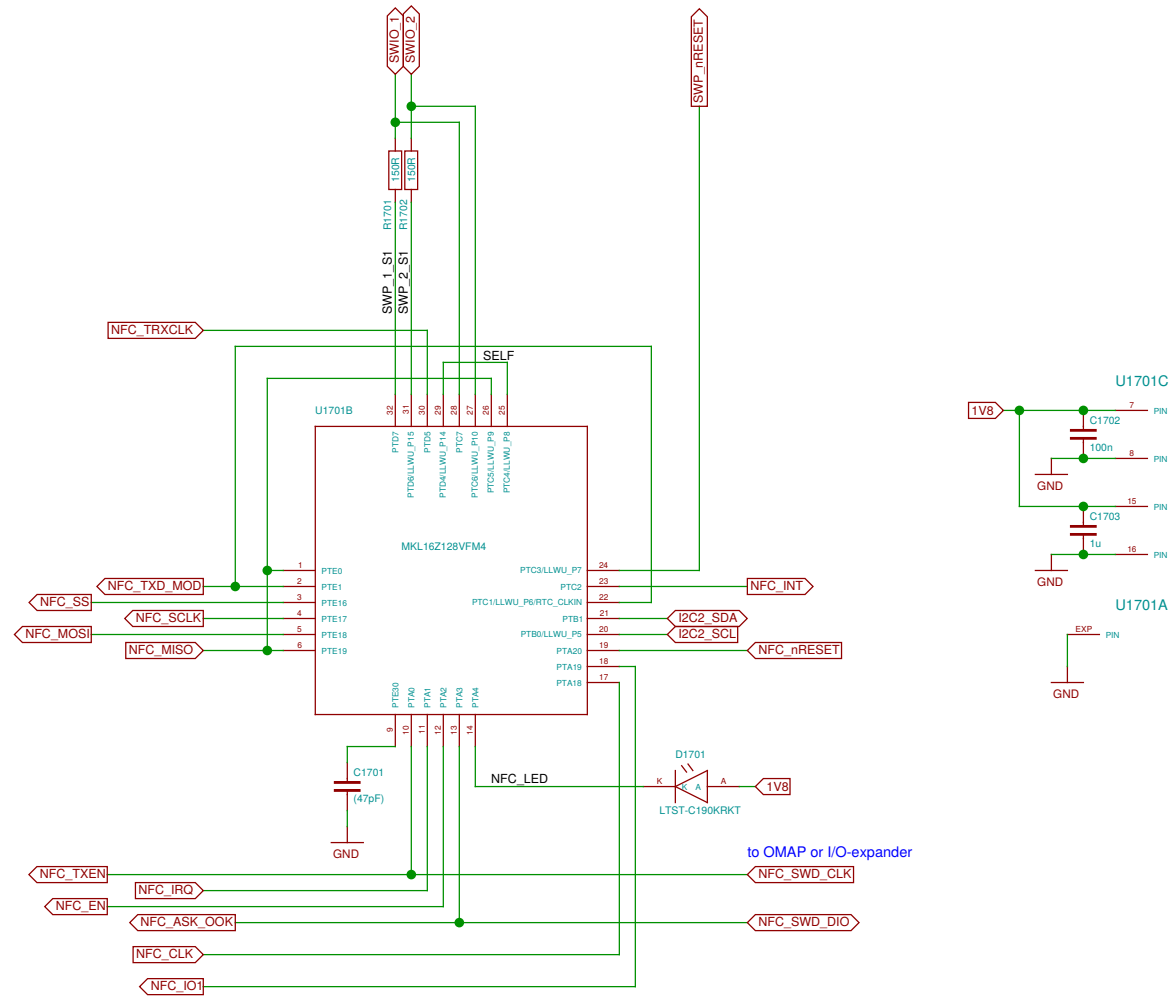 SWIO_1
SWIO_2
SWP_nRESET
150R
150R
R1701
R1702
SWP_1_S1
SWP_2_S1
NFC_TRXCLK
SELF
U1701B
32
31
30
29
28
27
26
25
PTD7
PTD6/LLWU_P15
PTD5
PTD4/LLWU_P14
PTC7
PTC6/LLWU_P10
PTC5/LLWU_P9
PTC4/LLWU_P8
MKL16Z128VFM4
NFC_TXD_MOD
NFC_SS
NFC_SCLK
NFC_MOSI
NFC_MISO
1 PTE0
2 PTE1
3 PTE16
4 PTE17
5 PTE18
6 PTE19
PTC3/LLWU_P7 24
PTC2 23
PTC1/LLWU_P6/RTC_CLKIN 22
PTB1 21
PTB0/LLWU_P5 20
PTA20 19
PTA19 18
PTA18 17
NFC_INT
I2C2_SDA
I2C2_SCL
NFC_nRESET
PTE30
PTA0
PTA1
PTA2
PTA3
PTA4
9
10
11
12
13
14
C1701
(47pF)
GND
NFC_LED
D1701
K
K A
A
1V8
LTST-C190KRKT
to OMAP or I/O-expander
NFC_TXEN
NFC_SWD_CLK
NFC_IRQ
NFC_EN
NFC_ASK_OOK
NFC_SWD_DIO
NFC_CLK
NFC_IO1
U1701C
1V8
7 PIN
C1702
100n
8 PIN
GND
15 PIN
C1703
1u
16 PIN
GND
U1701A
EXP PIN
GND